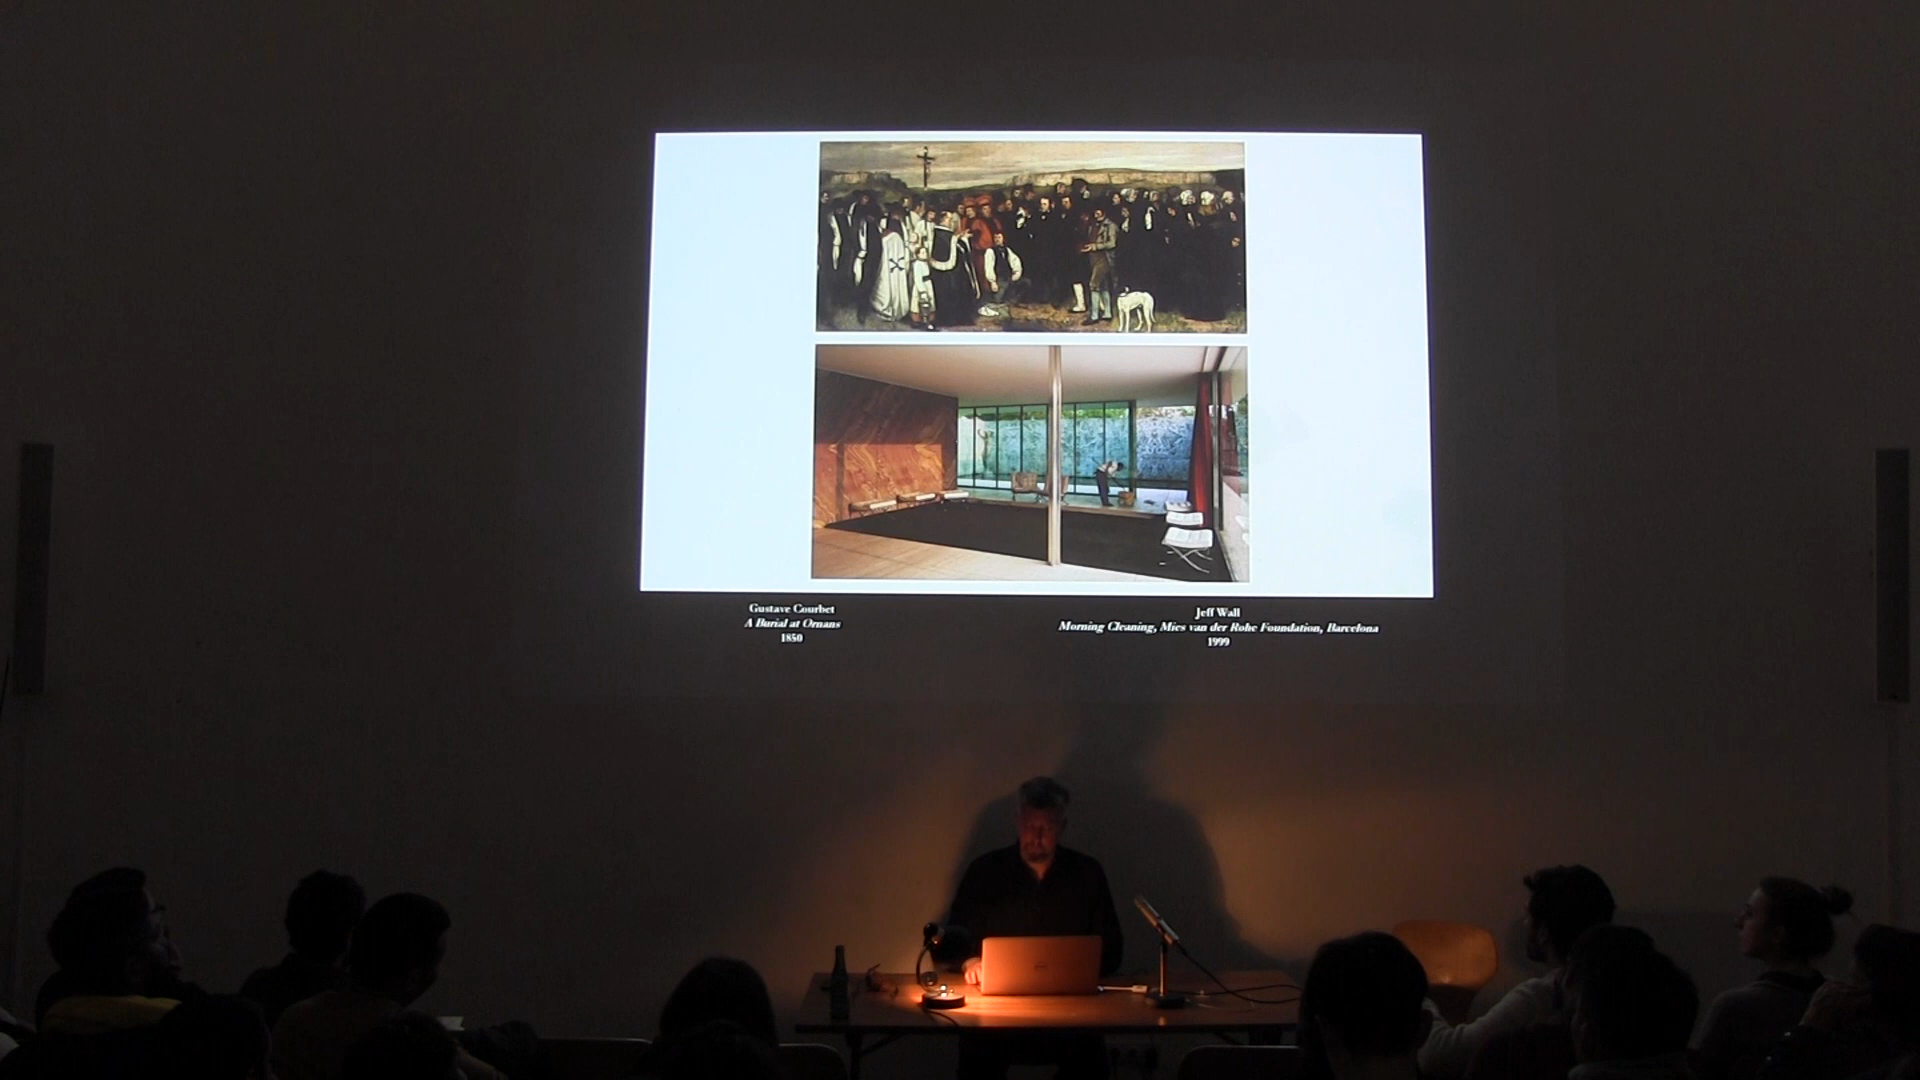 Gustave Courbet
A Burial at Ornans
1850
Jeff Wall
Morning Cleaning, Mies van der Rohe Foundation, Barcelona
1999